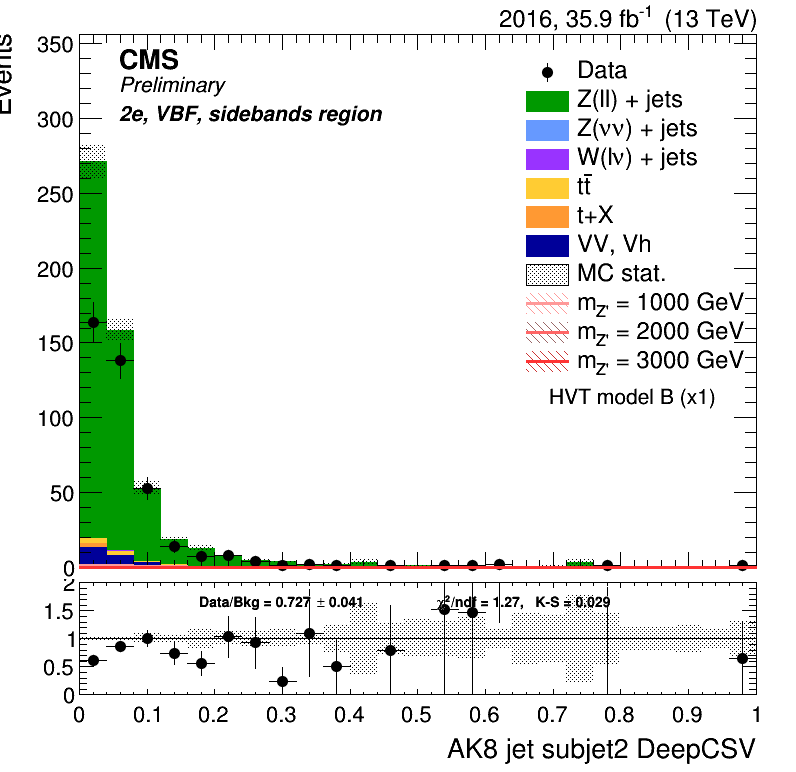 2016, 35.9 fb⁻¹ (13 TeV)
Events
CMS
Preliminary
2e, VBF, sidebands region
Data
Z(ll) + jets
Z(νν) + jets
W(lν) + jets
tt̄
t+X
VV, Vh
MC stat.
m_Z' = 1000 GeV
m_Z' = 2000 GeV
m_Z' = 3000 GeV
HVT model B (x1)
350
300
250
200
150
100
50
0
Data/Bkg = 0.727 ± 0.041
χ²/ndf = 1.27, K-S = 0.029
2
1.5
1
0.5
0
0 0.1 0.2 0.3 0.4 0.5 0.6 0.7 0.8 0.9 1
AK8 jet subjet2 DeepCSV